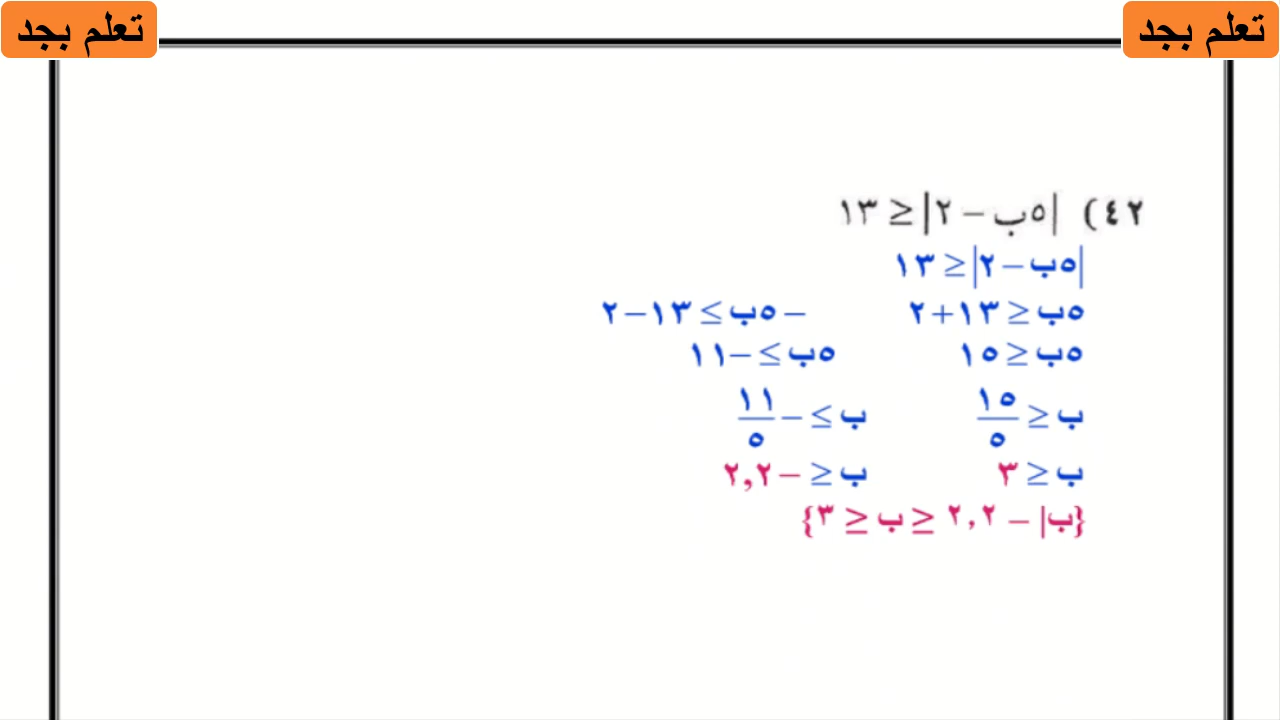 تعلم بجد
تعلم بجد
٤٢) |٥ب − ٢| ≤ ١٣
|٥ب − ٢| ≤ ١٣
٥ب ≤ ١٣+٢ − ٥ب ≥ ١٣−٢
٥ب ≤ ١٥ ٥ب ≥ −١١
ب ≤ ١٥/٥ ب ≥ −١١/٥
ب ≤ ٣ ب ≤ −٢,٢
{ب| − ٢,٢ ≤ ب ≤ ٣}